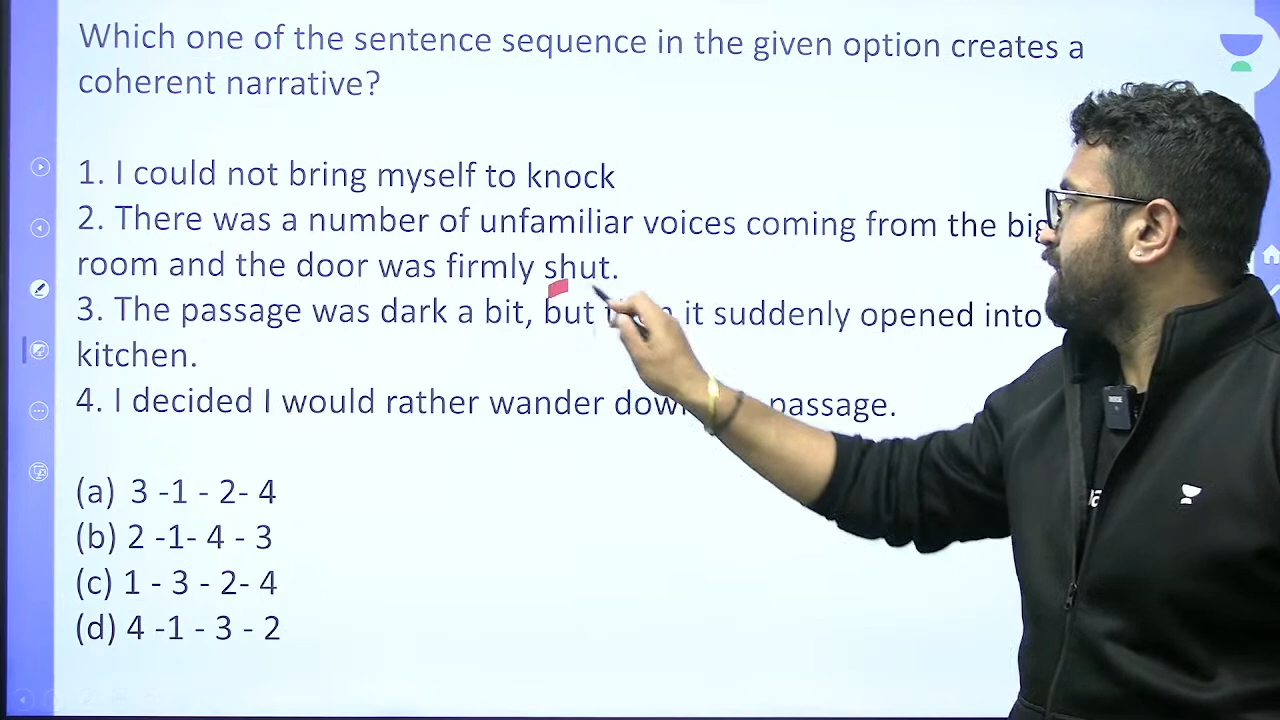 Which one of the sentence sequence in the given option creates a
coherent narrative?
1. I could not bring myself to knock
2. There was a number of unfamiliar voices coming from the big
room and the door was firmly shut.
3. The passage was dark a bit, but then it suddenly opened into
kitchen.
4. I decided I would rather wander down passage.
(a) 3 -1 - 2- 4
(b) 2 -1- 4 - 3
(c) 1 - 3 - 2- 4
(d) 4 -1 - 3 - 2